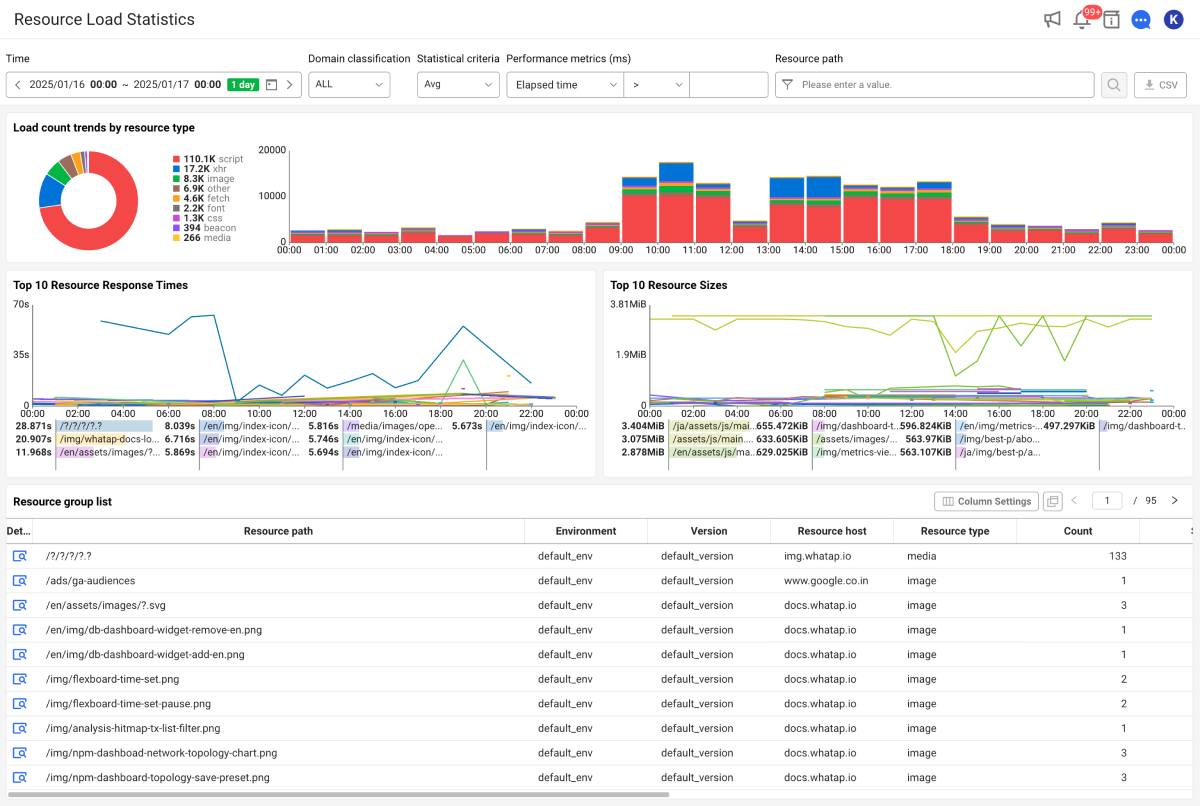 Resource Load Statistics
99+
K
Time
Domain classification
Statistical criteria
Performance metrics (ms)
Resource path
2025/01/16 00:00 ~ 2025/01/17 00:00 1 day
ALL
Avg
Elapsed time
>
Please enter a value.
CSV
Load count trends by resource type
110.1K script
17.2K xhr
8.3K image
6.9K other
4.6K fetch
2.2K font
1.3K css
394 beacon
266 media
20000
10000
0
00:00 01:00 02:00 03:00 04:00 05:00 06:00 07:00 08:00 09:00 10:00 11:00 12:00 13:00 14:00 15:00 16:00 17:00 18:00 19:00 20:00 21:00 22:00 23:00 00:00
Top 10 Resource Response Times
70s
35s
0
00:00 02:00 04:00 06:00 08:00 10:00 12:00 14:00 16:00 18:00 20:00 22:00 00:00
28.871s /?/?/?/?.? 8.039s /en/img/index-icon/... 5.816s /media/images/ope... 5.673s /en/img/index-icon/...
20.907s /img/whatap-docs-lo... 6.716s /en/img/index-icon/... 5.746s /en/img/index-icon/...
11.968s /en/assets/images/?... 5.869s /en/img/index-icon/... 5.694s /en/img/index-icon/...
Top 10 Resource Sizes
3.81MiB
1.9MiB
0
00:00 02:00 04:00 06:00 08:00 10:00 12:00 14:00 16:00 18:00 20:00 22:00 00:00
3.404MiB /ja/assets/js/mai... 655.472KiB /img/dashboard-t... 596.824KiB /en/img/metrics-... 497.297KiB /img/dashboard-t...
3.075MiB /assets/js/main.... 633.605KiB /assets/images/... 563.97KiB /img/best-p/abo...
2.878MiB /en/assets/js/ma... 629.025KiB /img/metrics-vie... 563.107KiB /ja/img/best-p/a...
Resource group list
Column Settings
1 / 95
Det... Resource path Environment Version Resource host Resource type Count
/?/?/?/?.? default_env default_version img.whatap.io media 133
/ads/ga-audiences default_env default_version www.google.co.in image 1
/en/assets/images/?.svg default_env default_version docs.whatap.io image 3
/en/img/db-dashboard-widget-remove-en.png default_env default_version docs.whatap.io image 1
/en/img/db-dashboard-widget-add-en.png default_env default_version docs.whatap.io image 1
/img/flexboard-time-set.png default_env default_version docs.whatap.io image 2
/img/flexboard-time-set-pause.png default_env default_version docs.whatap.io image 2
/img/analysis-hitmap-tx-list-filter.png default_env default_version docs.whatap.io image 1
/img/npm-dashboad-network-topology-chart.png default_env default_version docs.whatap.io image 3
/img/npm-dashboard-topology-save-preset.png default_env default_version docs.whatap.io image 3